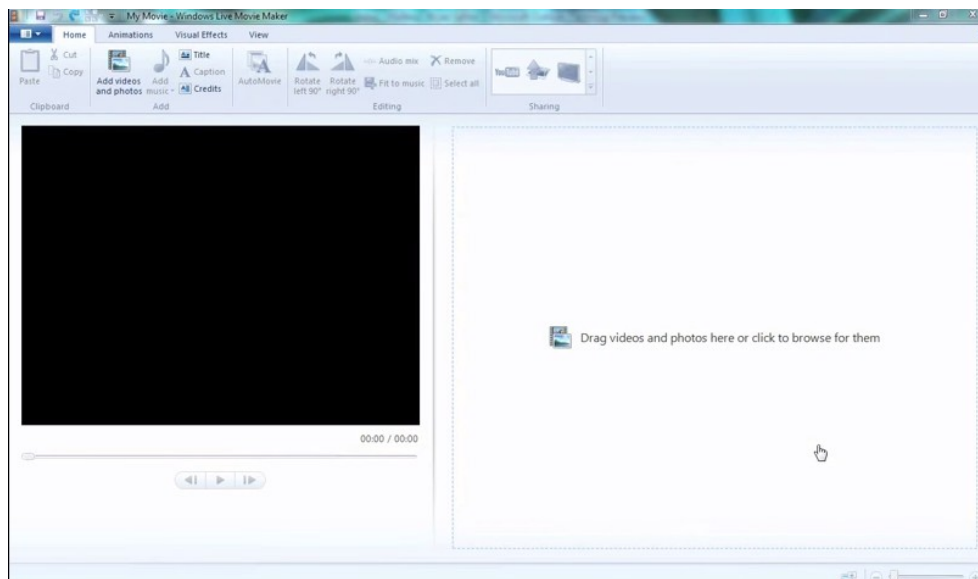 My Movie - Windows Live Movie Maker
Home Animations Visual Effects View
Paste
Cut
Copy
Clipboard
Add videos and photos
Add music
Title
Caption
Credits
Add
AutoMovie
Rotate left 90°
Rotate right 90°
Audio mix
Fit to music
Remove
Select all
Editing
YouTube
Sharing
Drag videos and photos here or click to browse for them
00:00 / 00:00